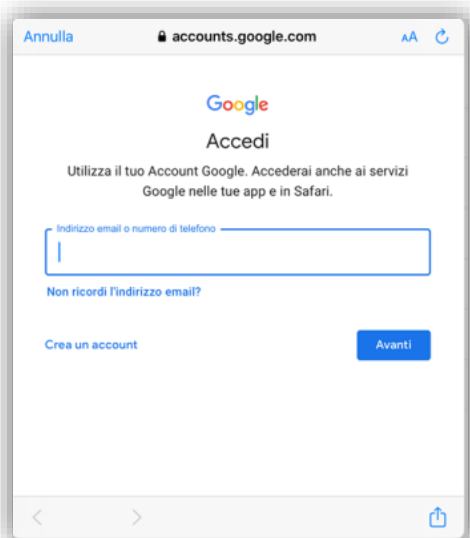 Annulla accounts.google.com AA
Google
Accedi
Utilizza il tuo Account Google. Accederai anche ai servizi
Google nelle tue app e in Safari.
Indirizzo email o numero di telefono
Non ricordi l'indirizzo email?
Crea un account Avanti